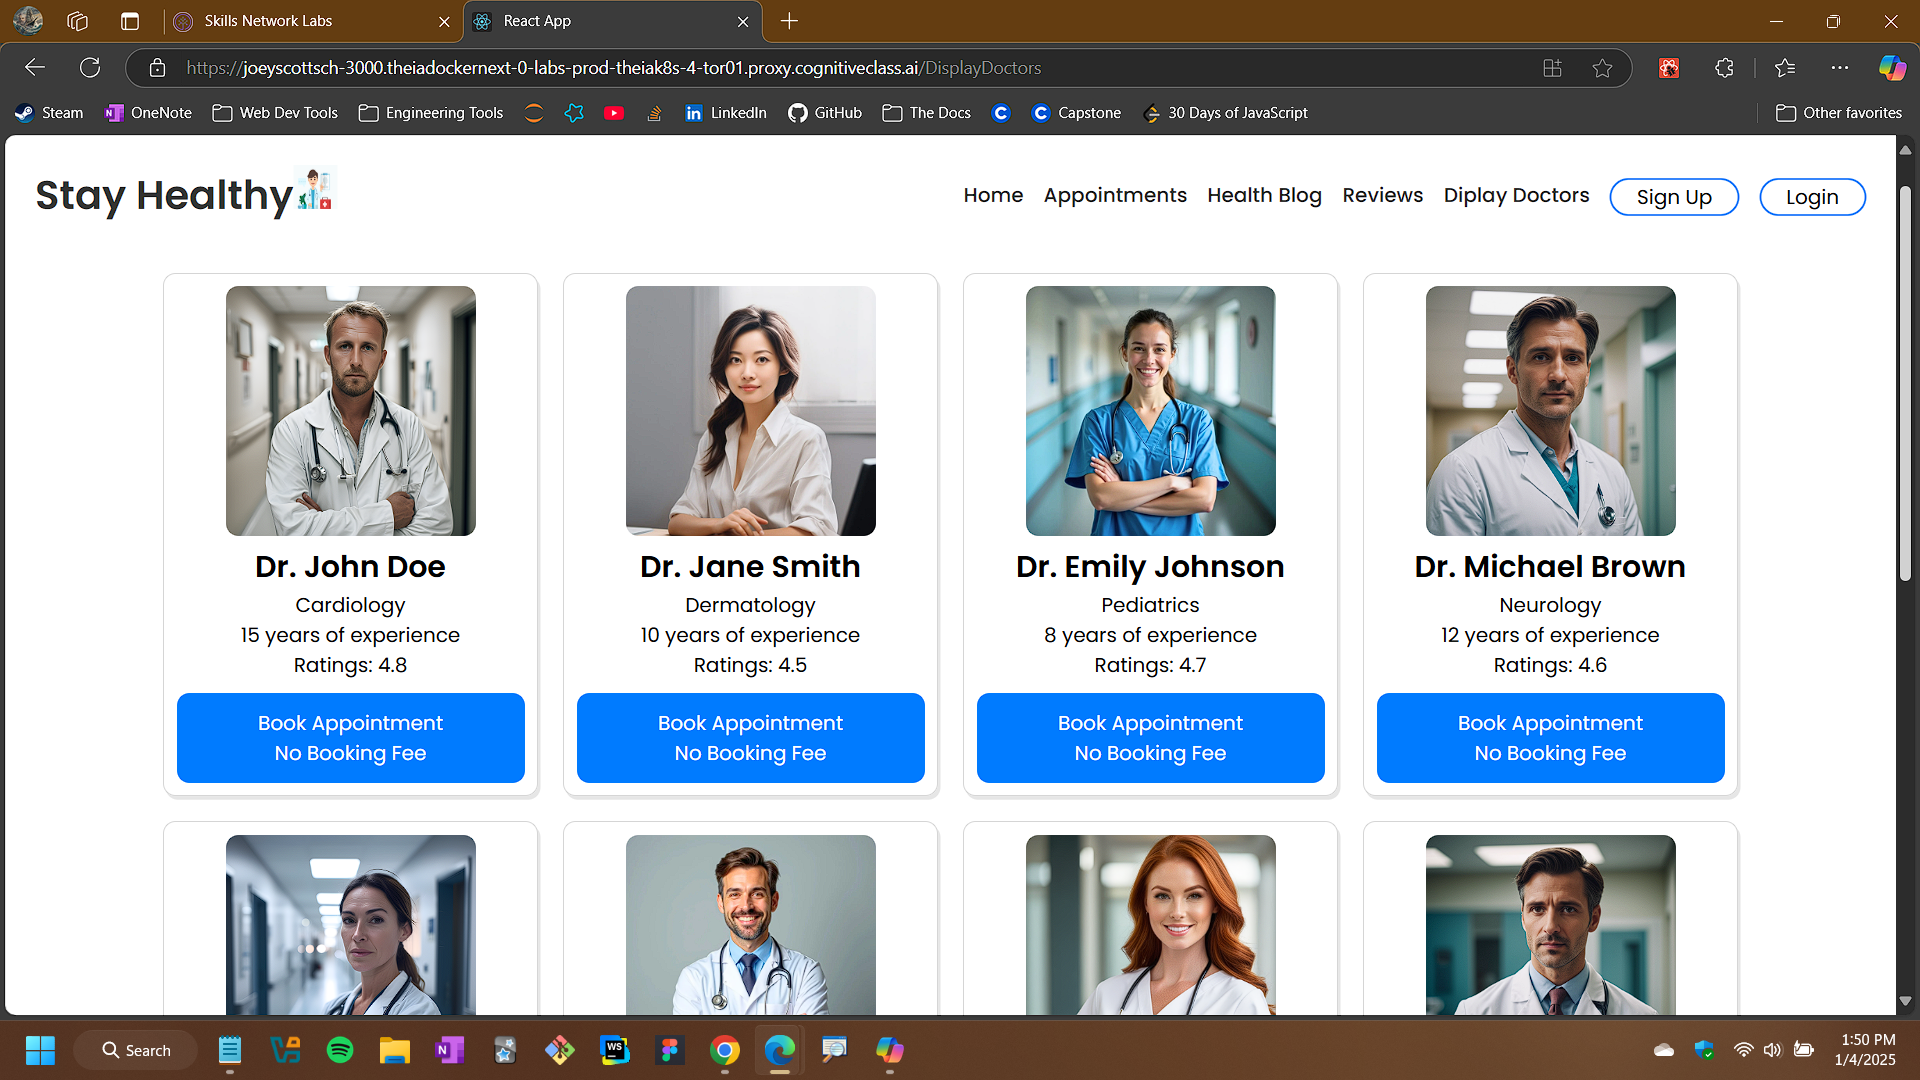 Skills Network Labs
React App
https://joeyscottsch-3000.theiadockernext-0-labs-prod-theiak8s-4-tor01.proxy.cognitiveclass.ai/DisplayDoctors
Steam OneNote Web Dev Tools Engineering Tools LinkedIn GitHub The Docs Capstone 30 Days of JavaScript Other favorites
Stay Healthy
Home Appointments Health Blog Reviews Diplay Doctors Sign Up Login
Dr. John Doe
Cardiology
15 years of experience
Ratings: 4.8
Book Appointment
No Booking Fee
Dr. Jane Smith
Dermatology
10 years of experience
Ratings: 4.5
Book Appointment
No Booking Fee
Dr. Emily Johnson
Pediatrics
8 years of experience
Ratings: 4.7
Book Appointment
No Booking Fee
Dr. Michael Brown
Neurology
12 years of experience
Ratings: 4.6
Book Appointment
No Booking Fee
Search
1:50 PM
1/4/2025